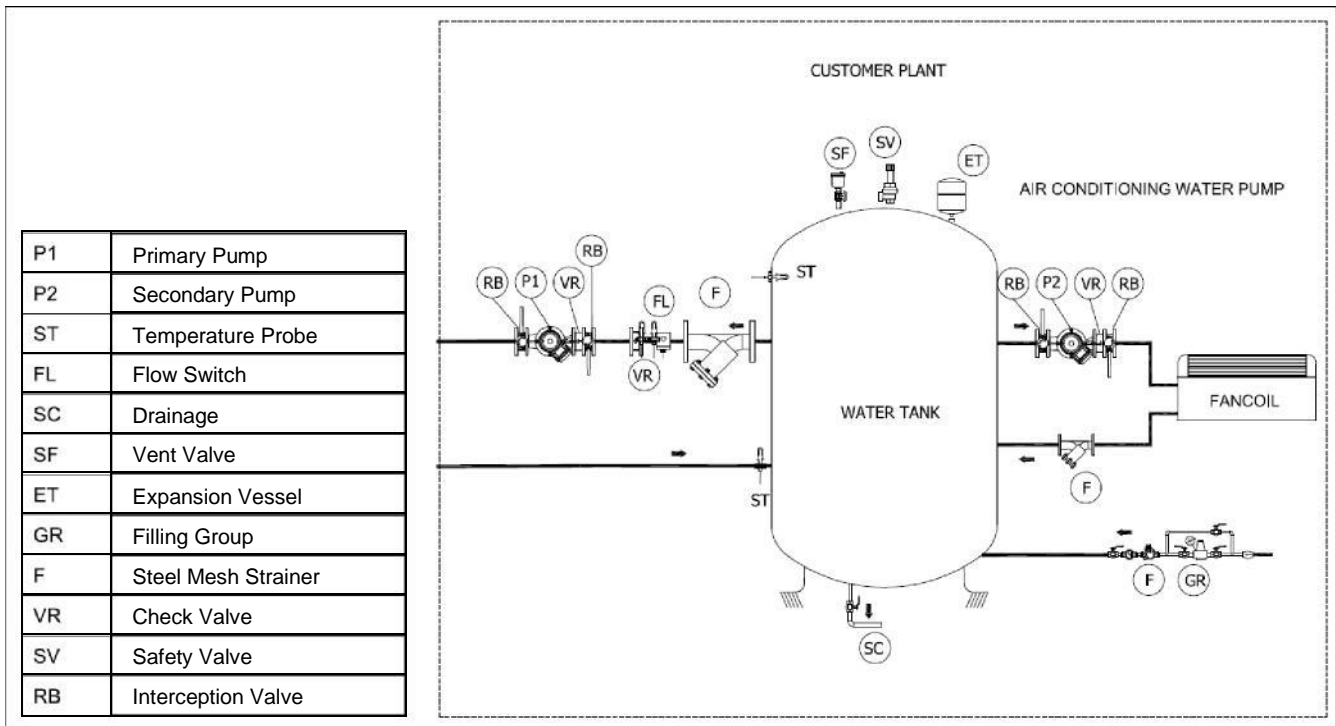 CUSTOMER PLANT
SF
SV
ET
AIR CONDITIONING WATER PUMP
P1 Primary Pump
P2 Secondary Pump
ST Temperature Probe
FL Flow Switch
SC Drainage
SF Vent Valve
ET Expansion Vessel
GR Filling Group
F Steel Mesh Strainer
VR Check Valve
SV Safety Valve
RB Interception Valve
RB
RB P1 VR
FL
F
ST
VR
RB P2 VR RB
WATER TANK
FANCOIL
ST
F
F GR
SC